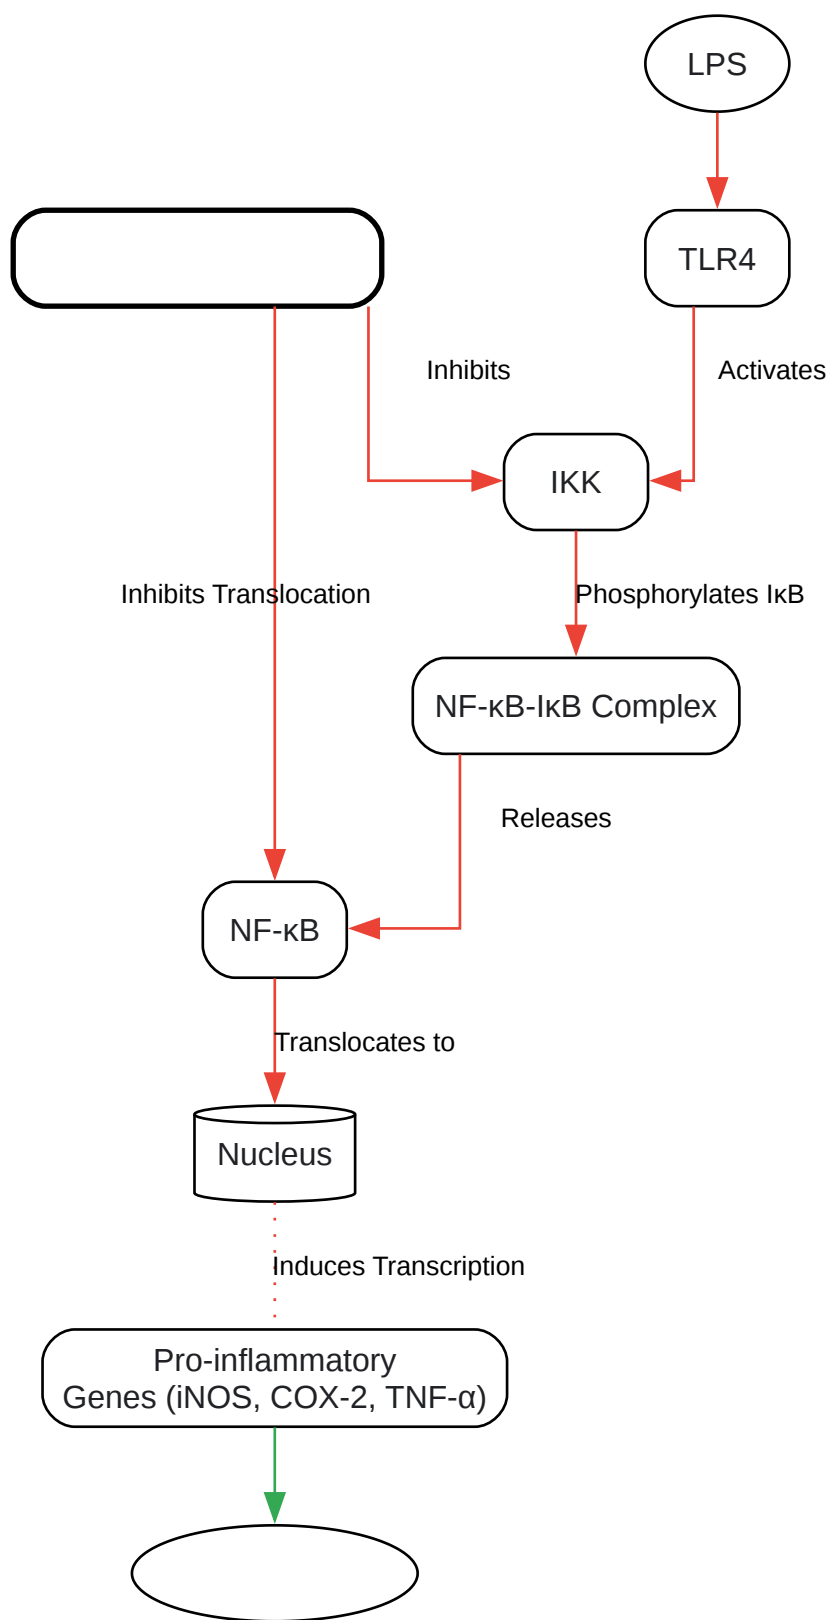 LPS
TLR4
Inhibits
Activates
IKK
Inhibits Translocation
Phosphorylates IκB
NF-κB-IκB Complex
Releases
NF-κB
Translocates to
Nucleus
Induces Transcription
Pro-inflammatory
Genes (iNOS, COX-2, TNF-α)